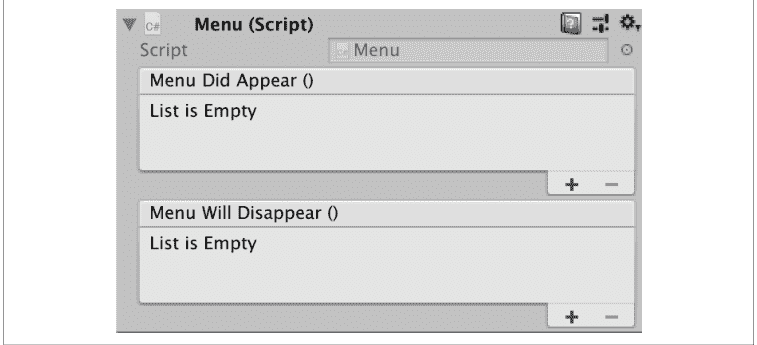 C# Menu (Script)
Script Menu
Menu Did Appear ()
List is Empty
+ −
Menu Will Disappear ()
List is Empty
+ −